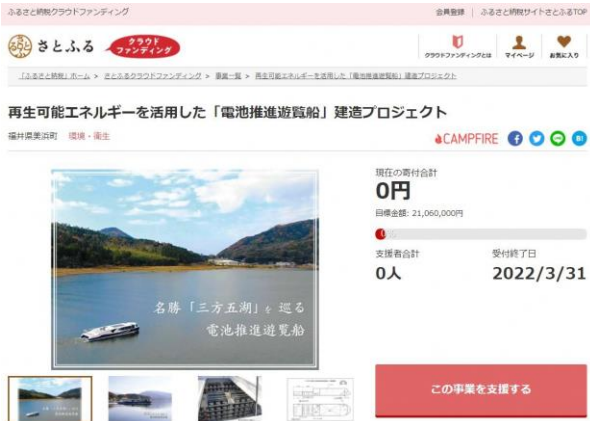 ふるさと納税クラウドファンディング
会員登録 ふるさと納税サイトさとふるTOP
さとふる クラウドファンディング
クラウドファンディングとは マイページ お気に入り
「ふるさと納税」ホーム > さとふるクラウドファンディング > 事業一覧 > 再生可能エネルギーを活用した「電池推進遊覧船」建造プロジェクト
再生可能エネルギーを活用した「電池推進遊覧船」建造プロジェクト
福井県美浜町 環境・衛生
CAMPFIRE
現在の寄付合計
0円
目標金額: 21,060,000円
支援者合計 受付終了日
0人 2022/3/31
名勝「三方五湖」を巡る
電池推進遊覧船
この事業を支援する